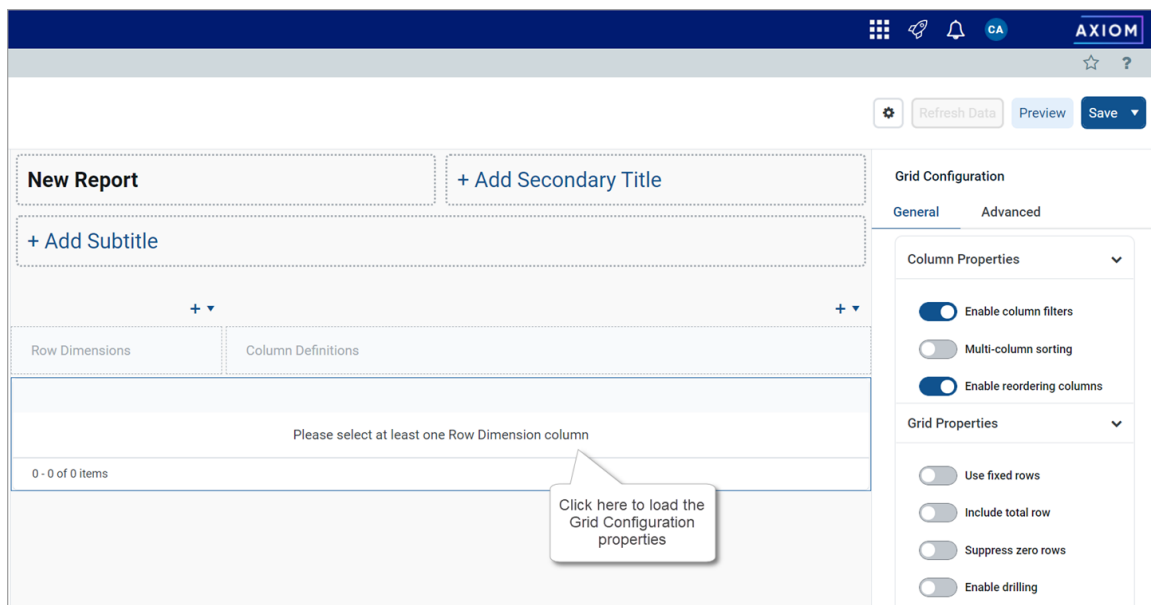 CA
AXIOM
?
Refresh Data
Preview
Save
New Report
+ Add Secondary Title
+ Add Subtitle
+
+
Row Dimensions
Column Definitions
Please select at least one Row Dimension column
0 - 0 of 0 items
Click here to load the
Grid Configuration
properties
Grid Configuration
General Advanced
Column Properties
Enable column filters
Multi-column sorting
Enable reordering columns
Grid Properties
Use fixed rows
Include total row
Suppress zero rows
Enable drilling